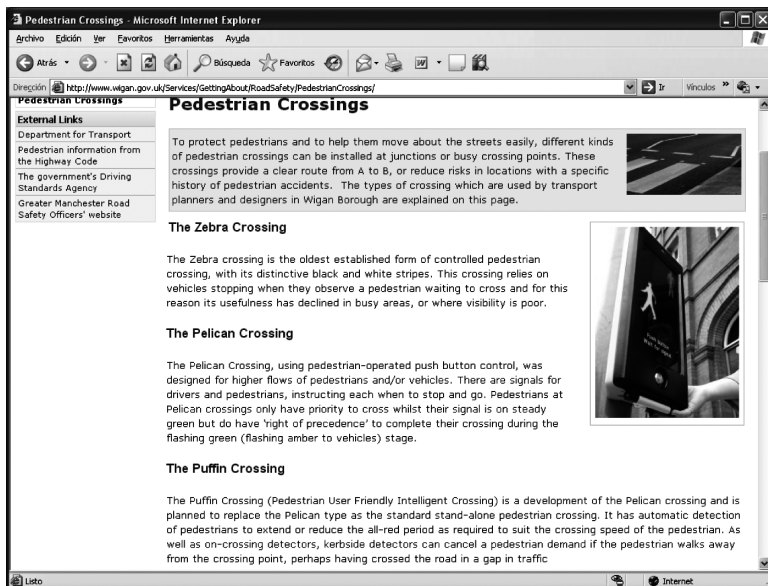 Pedestrian Crossings - Microsoft Internet Explorer
Archivo Edición Ver Favoritos Herramientas Ayuda
Atrás Búsqueda Favoritos
Dirección http://www.wigan.gov.uk/Services/GettingAbout/RoadSafety/PedestrianCrossings/ Ir Vínculos »
Pedestrian Crossings
External Links
Department for Transport
Pedestrian information from
the Highway Code
The government's Driving
Standards Agency
Greater Manchester Road
Safety Officers' website
Pedestrian Crossings
To protect pedestrians and to help them move about the streets easily, different kinds
of pedestrian crossings can be installed at junctions or busy crossing points. These
crossings provide a clear route from A to B, or reduce risks in locations with a specific
history of pedestrian accidents. The types of crossing which are used by transport
planners and designers in Wigan Borough are explained on this page.
The Zebra Crossing
The Zebra crossing is the oldest established form of controlled pedestrian
crossing, with its distinctive black and white stripes. This crossing relies on
vehicles stopping when they observe a pedestrian waiting to cross and for this
reason its usefulness has declined in busy areas, or where visibility is poor.
The Pelican Crossing
The Pelican Crossing, using pedestrian-operated push button control, was
designed for higher flows of pedestrians and/or vehicles. There are signals for
drivers and pedestrians, instructing each when to stop and go. Pedestrians at
Pelican crossings only have priority to cross whilst their signal is on steady
green but do have 'right of precedence' to complete their crossing during the
flashing green (flashing amber to vehicles) stage.
Push button
Wait for signal
The Puffin Crossing
The Puffin Crossing (Pedestrian User Friendly Intelligent Crossing) is a development of the Pelican crossing and is
planned to replace the Pelican type as the standard stand-alone pedestrian crossing. It has automatic detection
of pedestrians to extend or reduce the all-red period as required to suit the crossing speed of the pedestrian. As
well as on-crossing detectors, kerbside detectors can cancel a pedestrian demand if the pedestrian walks away
from the crossing point, perhaps having crossed the road in a gap in traffic
Listo Internet